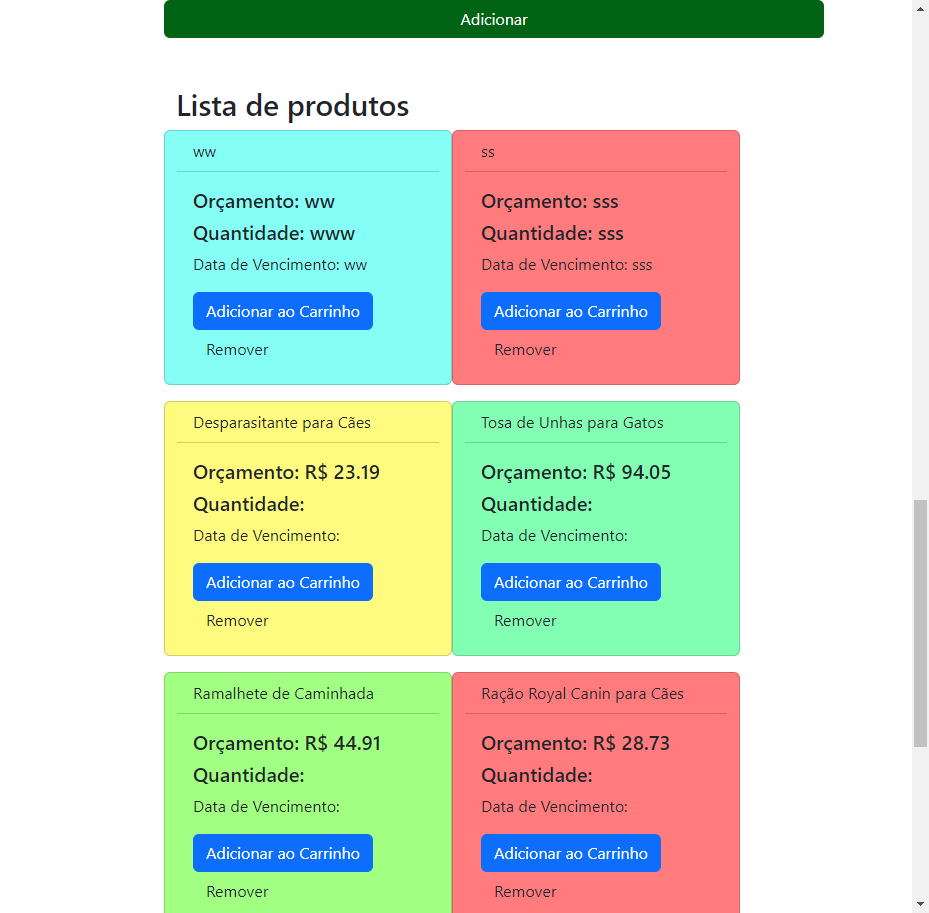 Adicionar
Lista de produtos
ww
Orçamento: ww
Quantidade: www
Data de Vencimento: ww
Adicionar ao Carrinho
Remover
ss
Orçamento: sss
Quantidade: sss
Data de Vencimento: sss
Adicionar ao Carrinho
Remover
Desparasitante para Cães
Orçamento: R$ 23.19
Quantidade:
Data de Vencimento:
Adicionar ao Carrinho
Remover
Tosa de Unhas para Gatos
Orçamento: R$ 94.05
Quantidade:
Data de Vencimento:
Adicionar ao Carrinho
Remover
Ramalhete de Caminhada
Orçamento: R$ 44.91
Quantidade:
Data de Vencimento:
Adicionar ao Carrinho
Remover
Ração Royal Canin para Cães
Orçamento: R$ 28.73
Quantidade:
Data de Vencimento:
Adicionar ao Carrinho
Remover